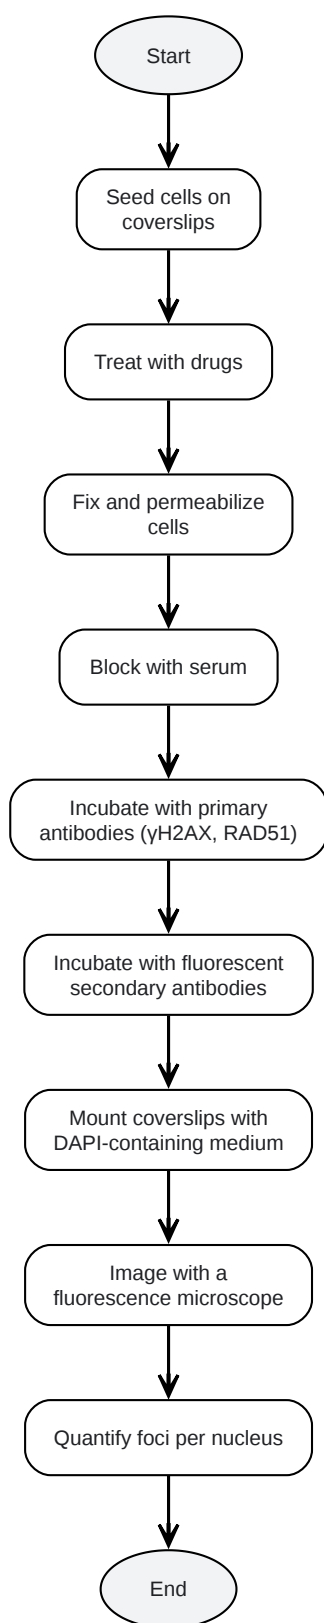 Start
Seed cells on
coverslips
Treat with drugs
Fix and permeabilize
cells
Block with serum
Incubate with primary
antibodies (γH2AX, RAD51)
Incubate with fluorescent
secondary antibodies
Mount coverslips with
DAPI-containing medium
Image with a
fluorescence microscope
Quantify foci per nucleus
End